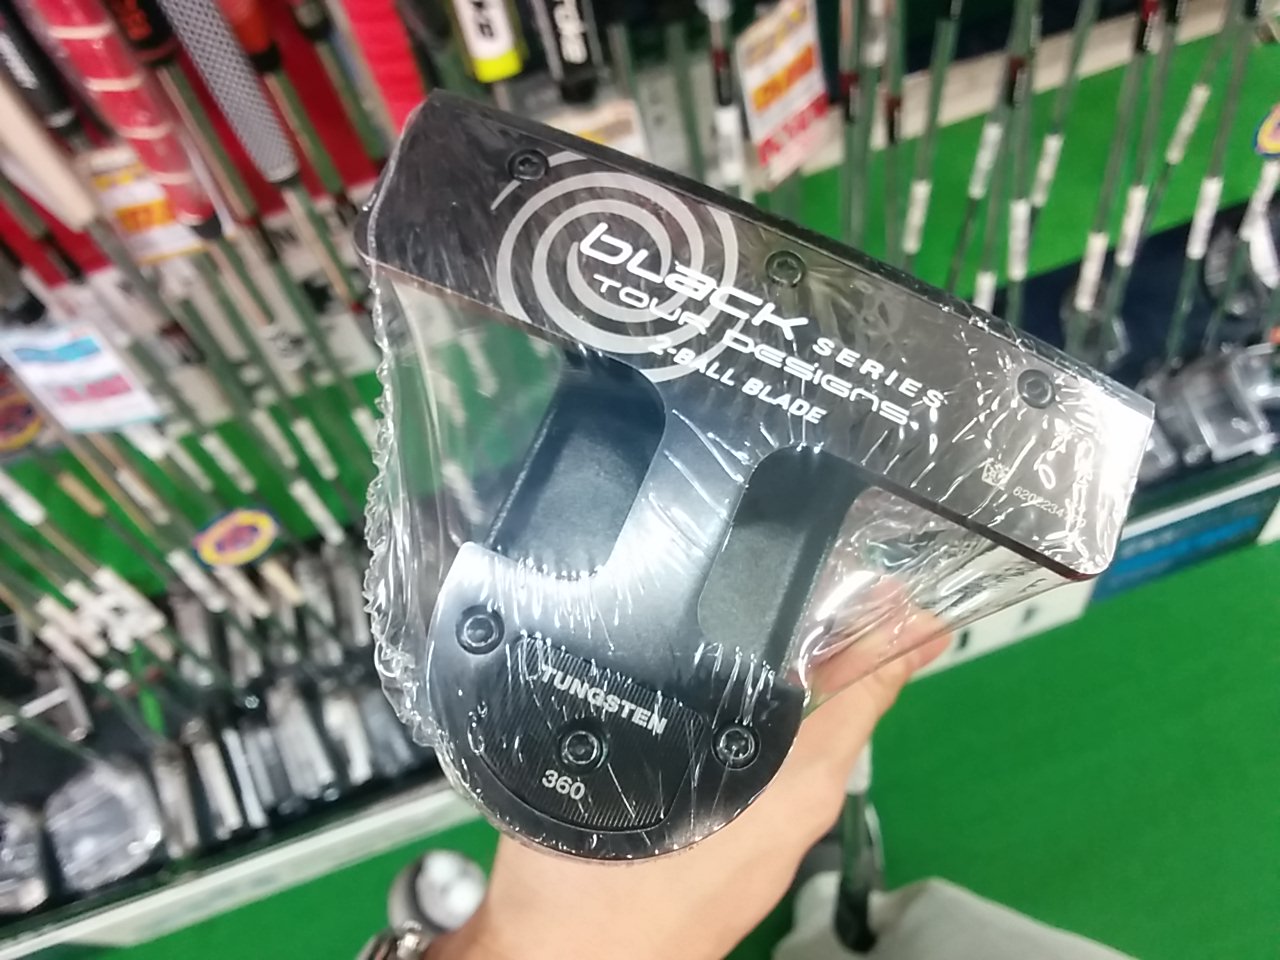 black SERIES
TOUR DESIGNS
2-BALL BLADE
TUNGSTEN
360